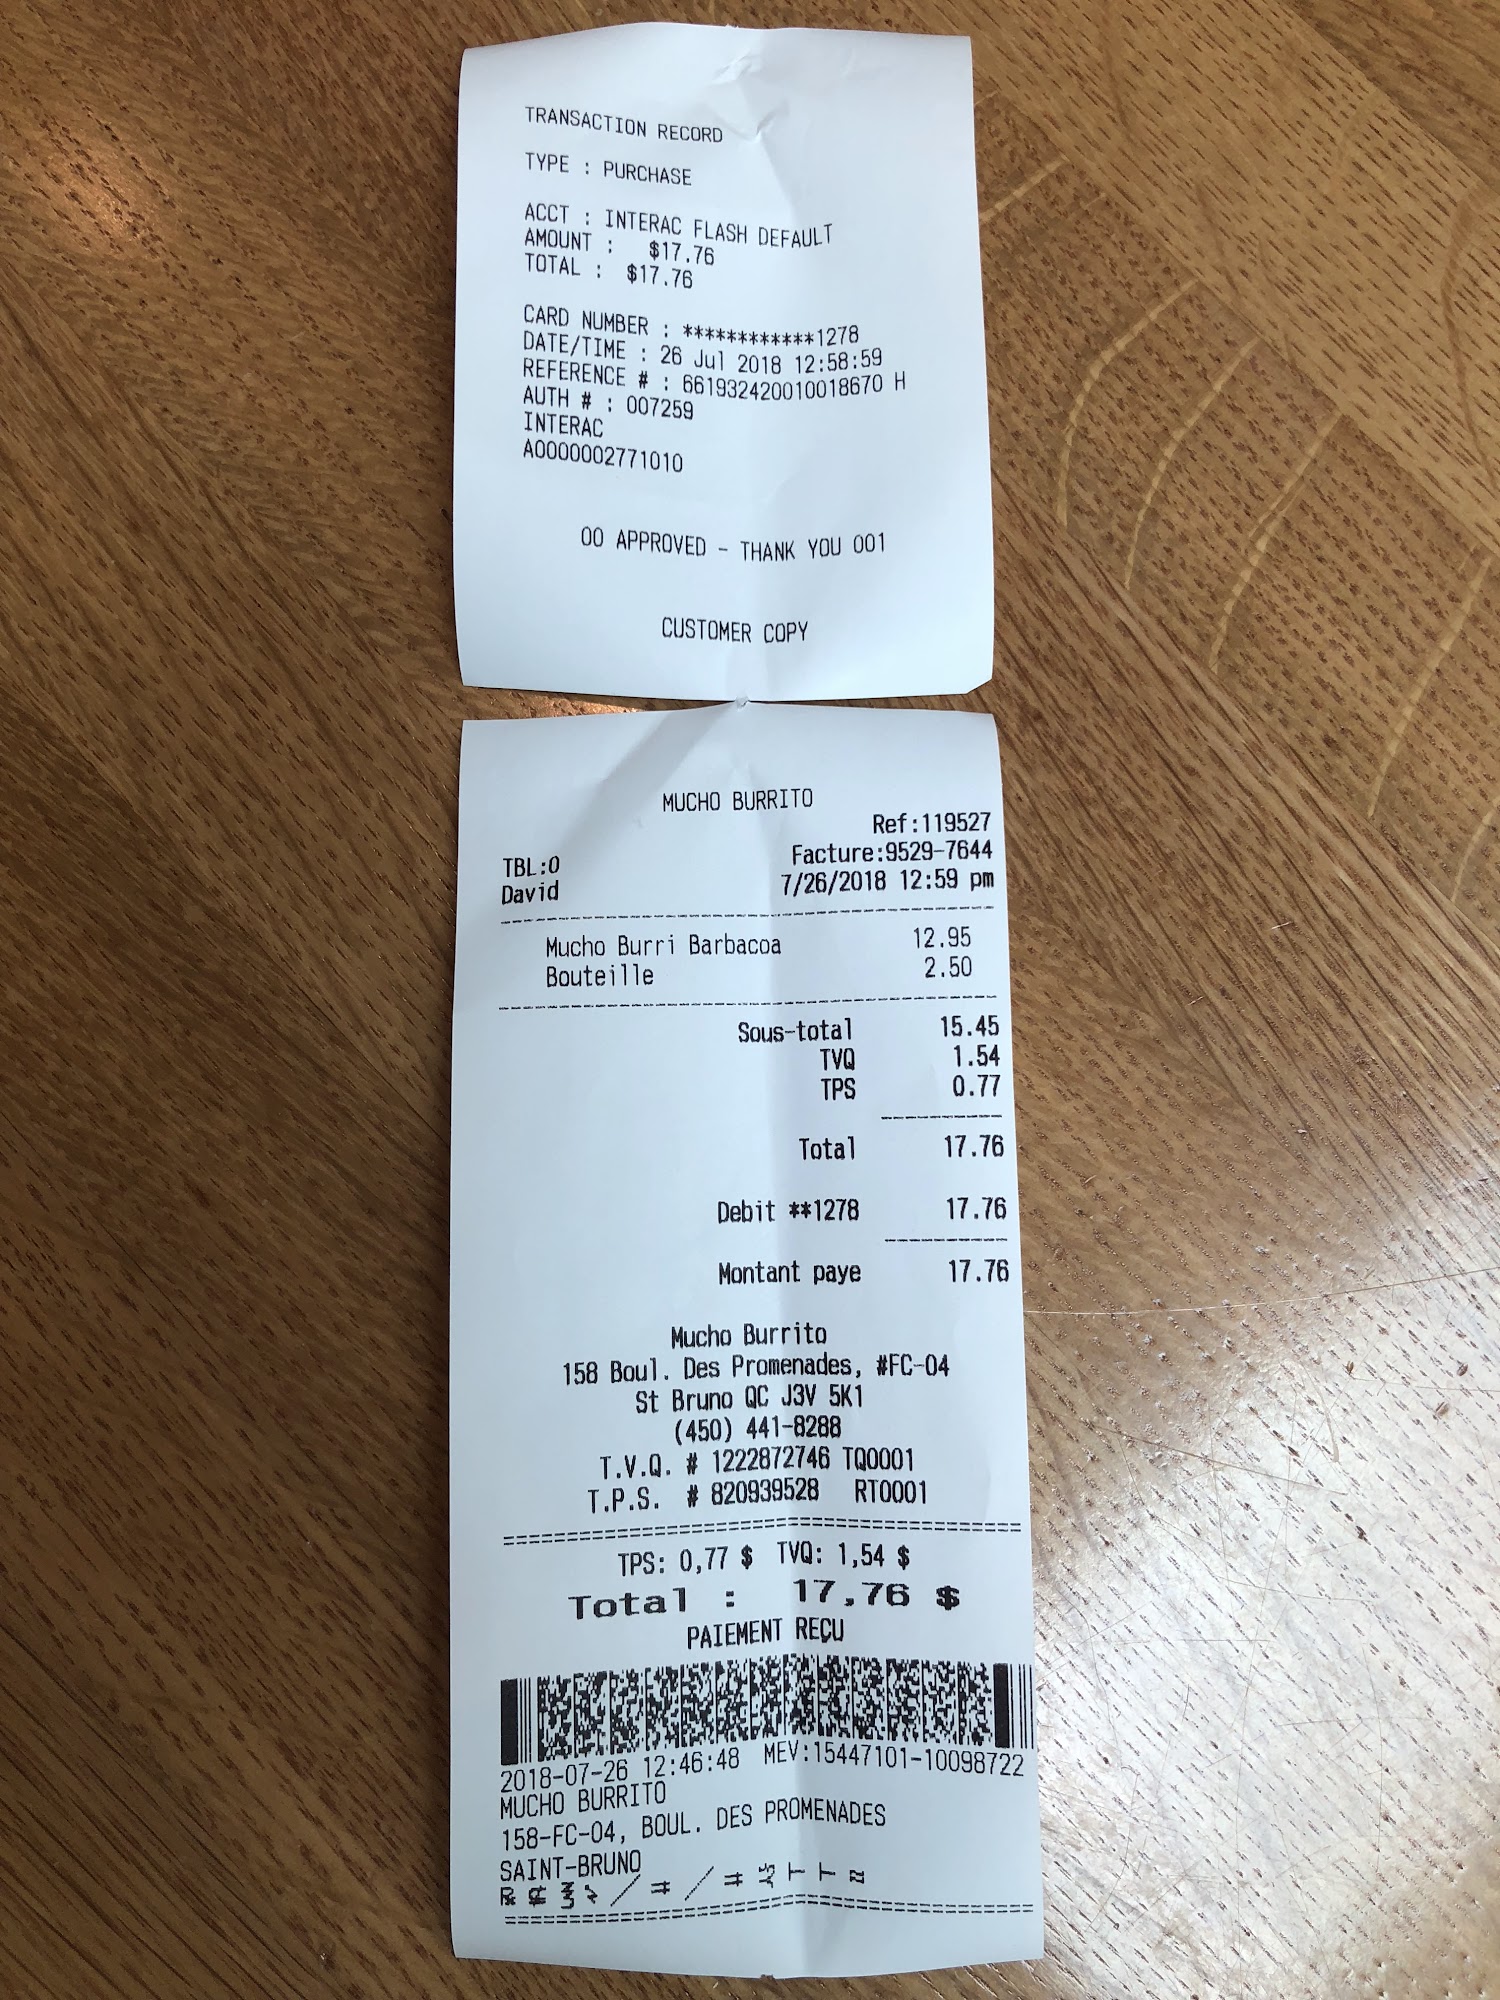 TRANSACTION RECORD
TYPE : PURCHASE
ACCT : INTERAC FLASH DEFAULT
AMOUNT : $17.76
TOTAL : $17.76
CARD NUMBER : ************1278
DATE/TIME : 26 Jul 2018 12:58:59
REFERENCE # : 661932420010018670 H
AUTH # : 007259
INTERAC
A0000002771010
00 APPROVED - THANK YOU 001
CUSTOMER COPY
MUCHO BURRITO
Ref:119527
TBL:0 Facture:9529-7644
David 7/26/2018 12:59 pm
Mucho Burri Barbacoa 12.95
Bouteille 2.50
Sous-total 15.45
TVQ 1.54
TPS 0.77
Total 17.76
Debit **1278 17.76
Montant paye 17.76
Mucho Burrito
158 Boul. Des Promenades, #FC-04
St Bruno QC J3V 5K1
(450) 441-8288
T.V.Q. # 1222872746 TQ0001
T.P.S. # 820939528 RT0001
TPS: 0,77 $ TVQ: 1,54 $
Total : 17,76 $
PAIEMENT REÇU
2018-07-26 12:46:48 MEV:15447101-10098722
MUCHO BURRITO
158-FC-04, BOUL. DES PROMENADES
SAINT-BRUNO